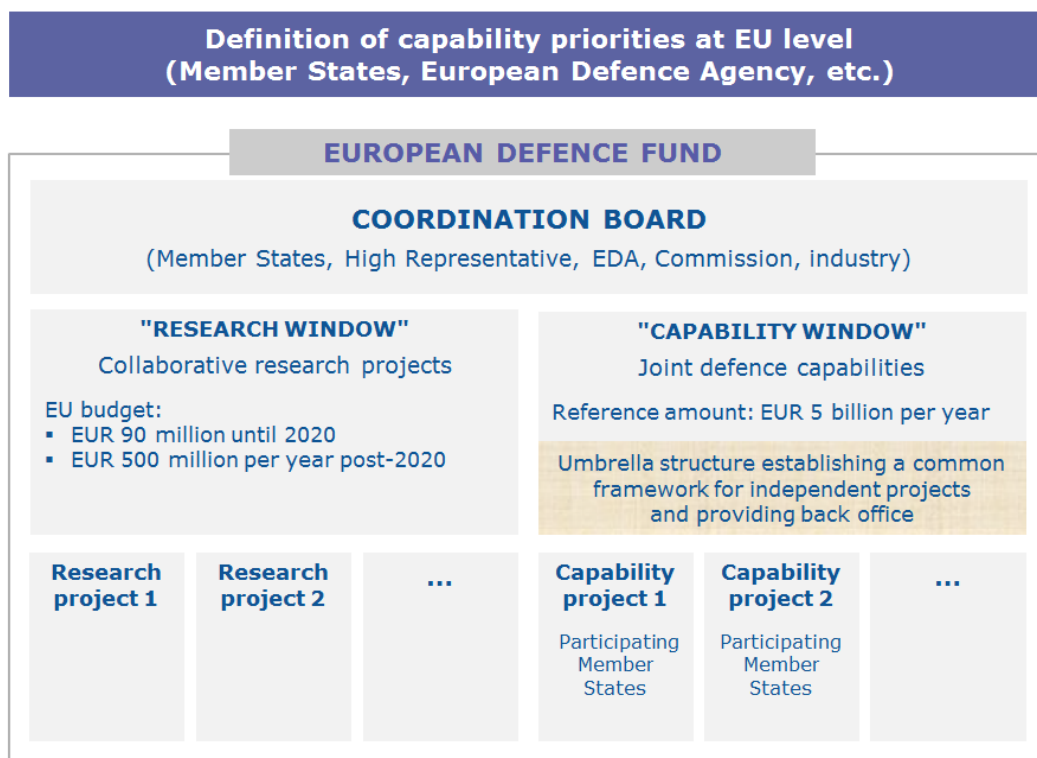 Definition of capability priorities at EU level
(Member States, European Defence Agency, etc.)
EUROPEAN DEFENCE FUND
COORDINATION BOARD
(Member States, High Representative, EDA, Commission, industry)
"RESEARCH WINDOW"
Collaborative research projects
EU budget:
▪ EUR 90 million until 2020
▪ EUR 500 million per year post-2020
"CAPABILITY WINDOW"
Joint defence capabilities
Reference amount: EUR 5 billion per year
Umbrella structure establishing a common
framework for independent projects
and providing back office
Research
project 1
Research
project 2
...
Capability
project 1
Participating
Member
States
Capability
project 2
Participating
Member
States
...